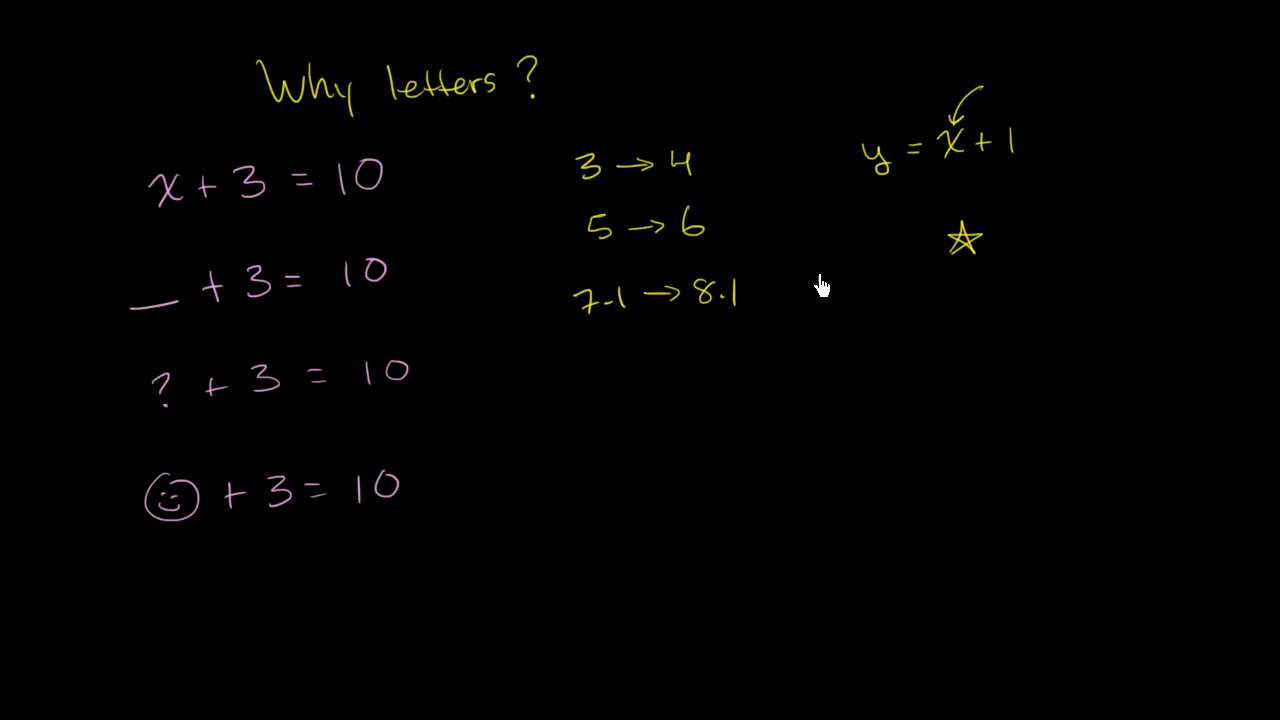 Why letters?
x + 3 = 10
__ + 3 = 10
? + 3 = 10
☺ + 3 = 10
3 → 4
5 → 6
7.1 → 8.1
y = x + 1
☆